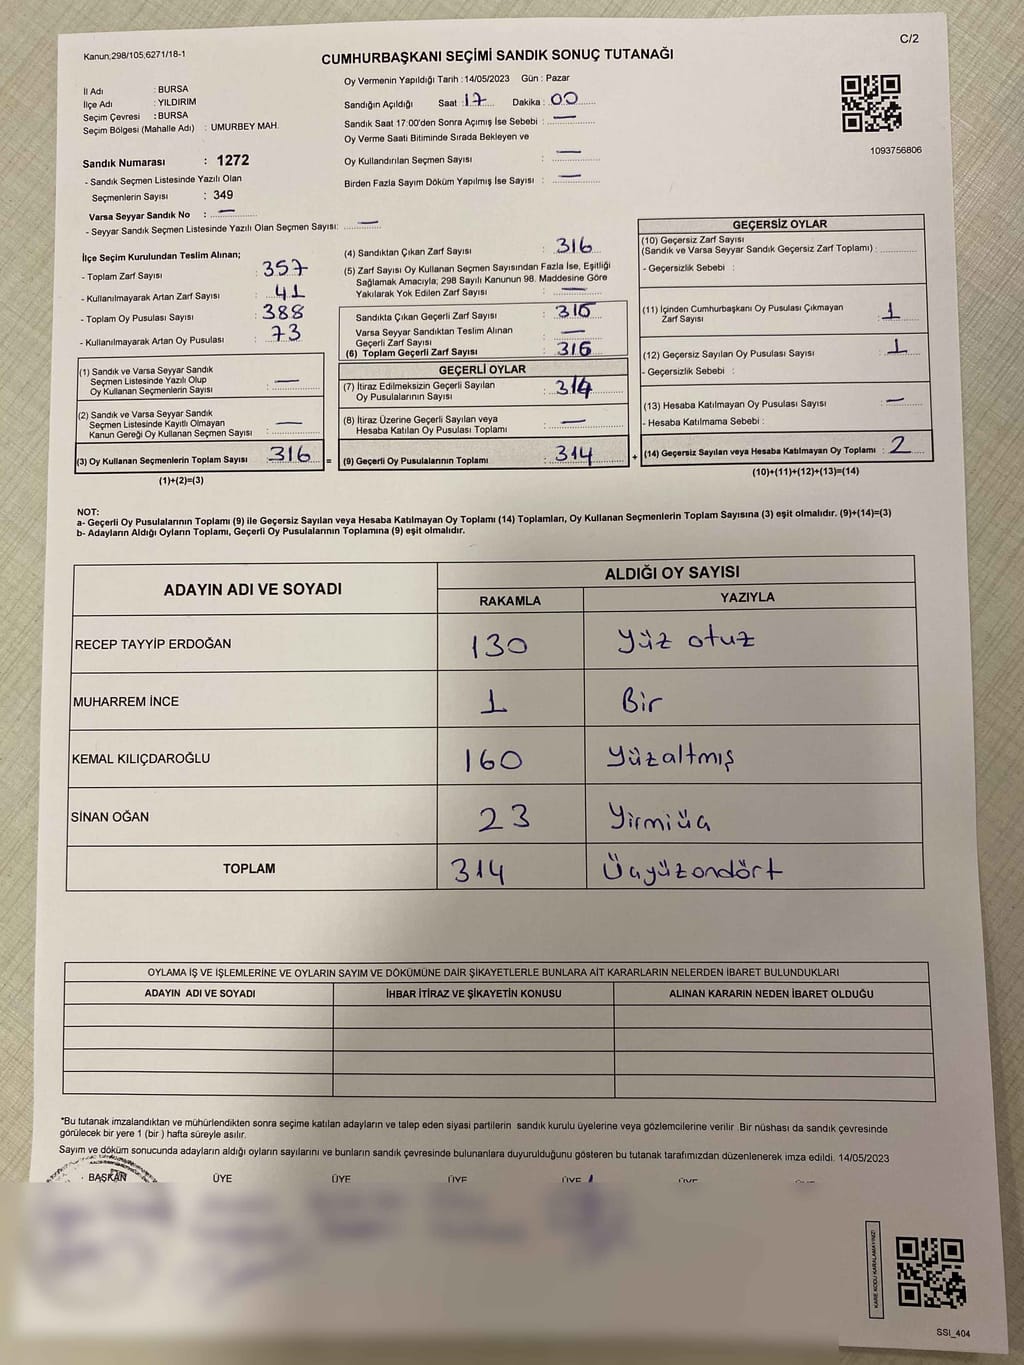 Kanun;298/105;6271/18-1
C/2
CUMHURBAŞKANI SEÇİMİ SANDIK SONUÇ TUTANAĞI
Oy Vermenin Yapıldığı Tarih : 14/05/2023 Gün : Pazar
İl Adı : BURSA
İlçe Adı : YILDIRIM
Seçim Çevresi : BURSA
Seçim Bölgesi (Mahalle Adı) : UMURBEY MAH.
Sandığın Açıldığı Saat : 17 Dakika : 00
Sandık Saat 17:00'den Sonra Açımış İse Sebebi : —
Oy Verme Saati Bitiminde Sırada Bekleyen ve
Oy Kullandırılan Seçmen Sayısı : —
Birden Fazla Sayım Döküm Yapılmış İse Sayısı : —
1093756806
Sandık Numarası : 1272
- Sandık Seçmen Listesinde Yazılı Olan
Seçmenlerin Sayısı : 349
Varsa Seyyar Sandık No : —
- Seyyar Sandık Seçmen Listesinde Yazılı Olan Seçmen Sayısı: —
İlçe Seçim Kurulundan Teslim Alınan;
- Toplam Zarf Sayısı : 357
- Kullanılmayarak Artan Zarf Sayısı : 41
- Toplam Oy Pusulası Sayısı : 388
- Kullanılmayarak Artan Oy Pusulası : 73
(1) Sandık ve Varsa Seyyar Sandık
Seçmen Listesinde Yazılı Olup
Oy Kullanan Seçmenlerin Sayısı : —
(2) Sandık ve Varsa Seyyar Sandık
Seçmen Listesinde Kayıtlı Olmayan
Kanun Gereği Oy Kullanan Seçmen Sayısı : —
(3) Oy Kullanan Seçmenlerin Toplam Sayısı : 316 =
(1)+(2)=(3)
(4) Sandıktan Çıkan Zarf Sayısı : 316
(5) Zarf Sayısı Oy Kullanan Seçmen Sayısından Fazla İse, Eşitliği
Sağlamak Amacıyla; 298 Sayılı Kanunun 98. Maddesine Göre
Yakılarak Yok Edilen Zarf Sayısı : —
Sandıkta Çıkan Geçerli Zarf Sayısı : 316
Varsa Seyyar Sandıktan Teslim Alınan
Geçerli Zarf Sayısı : —
(6) Toplam Geçerli Zarf Sayısı : 316
GEÇERLİ OYLAR
(7) İtiraz Edilmeksizin Geçerli Sayılan
Oy Pusulalarının Sayısı : 314
(8) İtiraz Üzerine Geçerli Sayılan veya
Hesaba Katılan Oy Pusulası Toplamı : —
(9) Geçerli Oy Pusulalarının Toplamı : 314 +
GEÇERSİZ OYLAR
(10) Geçersiz Zarf Sayısı
(Sandık ve Varsa Seyyar Sandık Geçersiz Zarf Toplamı) :
- Geçersizlik Sebebi :
(11) İçinden Cumhurbaşkanı Oy Pusulası Çıkmayan
Zarf Sayısı : 1
(12) Geçersiz Sayılan Oy Pusulası Sayısı : 1
- Geçersizlik Sebebi :
(13) Hesaba Katılmayan Oy Pusulası Sayısı : —
- Hesaba Katılmama Sebebi :
(14) Geçersiz Sayılan veya Hesaba Katılmayan Oy Toplamı : 2
(10)+(11)+(12)+(13)=(14)
NOT:
a- Geçerli Oy Pusulalarının Toplamı (9) ile Geçersiz Sayılan veya Hesaba Katılmayan Oy Toplamı (14) Toplamları, Oy Kullanan Seçmenlerin Toplam Sayısına (3) eşit olmalıdır. (9)+(14)=(3)
b- Adayların Aldığı Oyların Toplamı, Geçerli Oy Pusulalarının Toplamına (9) eşit olmalıdır.
ADAYIN ADI VE SOYADI ALDIĞI OY SAYISI
RAKAMLA YAZIYLA
RECEP TAYYİP ERDOĞAN 130 Yüz otuz
MUHARREM İNCE 1 Bir
KEMAL KILIÇDAROĞLU 160 Yüzaltmış
SİNAN OĞAN 23 Yirmiüç
TOPLAM 314 Üçyüzondört
OYLAMA İŞ VE İŞLEMLERİNE VE OYLARIN SAYIM VE DÖKÜMÜNE DAİR ŞİKAYETLERLE BUNLARA AİT KARARLARIN NELERDEN İBARET BULUNDUKLARI
ADAYIN ADI VE SOYADI İHBAR İTİRAZ VE ŞİKAYETİN KONUSU ALINAN KARARIN NEDEN İBARET OLDUĞU
*Bu tutanak imzalandıktan ve mühürlendikten sonra seçime katılan adayların ve talep eden siyasi partilerin sandık kurulu üyelerine veya gözlemcilerine verilir .Bir nüshası da sandık çevresinde
görülecek bir yere 1 (bir ) hafta süreyle asılır.
Sayım ve döküm sonucunda adayların aldığı oyların sayılarını ve bunların sandık çevresinde bulunanlara duyurulduğunu gösteren bu tutanak tarafımızdan düzenlenerek imza edildi. 14/05/2023
BAŞKAN ÜYE ÜYE ÜYE ÜYE
KARE KODU KARALAMAYINIZ!
SSI_404